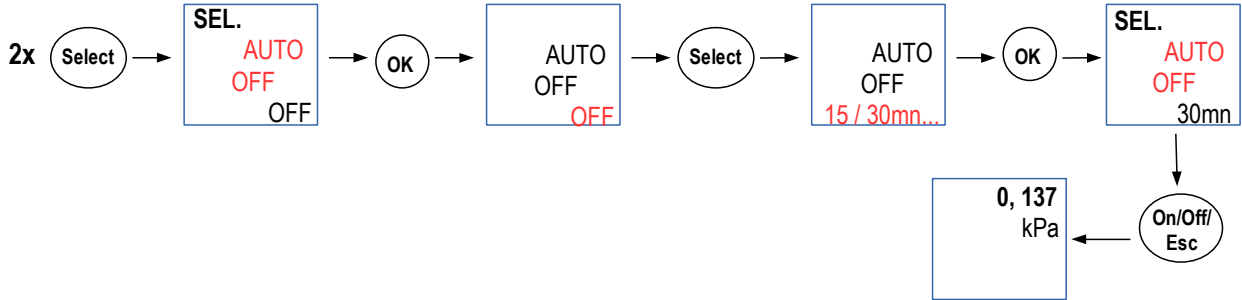 2x
Select
SEL.
AUTO
OFF
OFF
OK
AUTO
OFF
OFF
Select
AUTO
OFF
15 / 30mn...
OK
SEL.
AUTO
OFF
30mn
On/Off/
Esc
0, 137
kPa